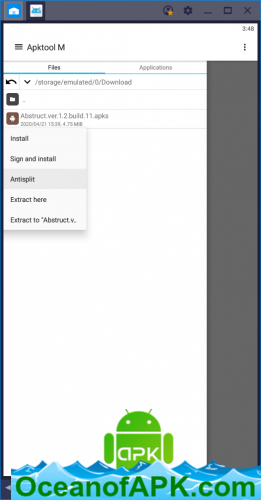 3:48
Apktool M
Files Applications
/storage/emulated/0/Download
..
Abstruct.ver.1.2.build.11.apks
2020/04/21 15:39, 4.75 MiB
Install
Sign and install
Antisplit
Extract here
Extract to "Abstruct.v..
apk
OceanofAPK.com